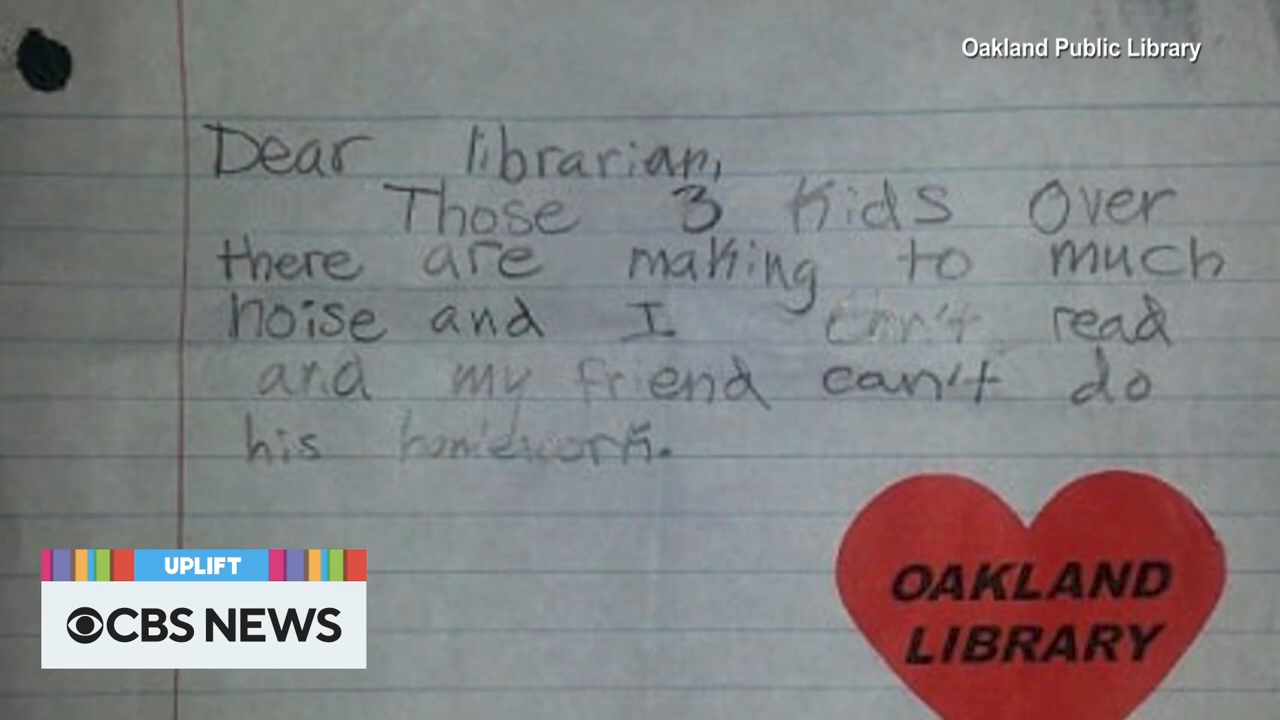 Oakland Public Library
Dear librarian,
Those 3 Kids Over
there are making to much
noise and I can't read
and my friend can't do
his homework.
UPLIFT
CBS NEWS
OAKLAND
LIBRARY